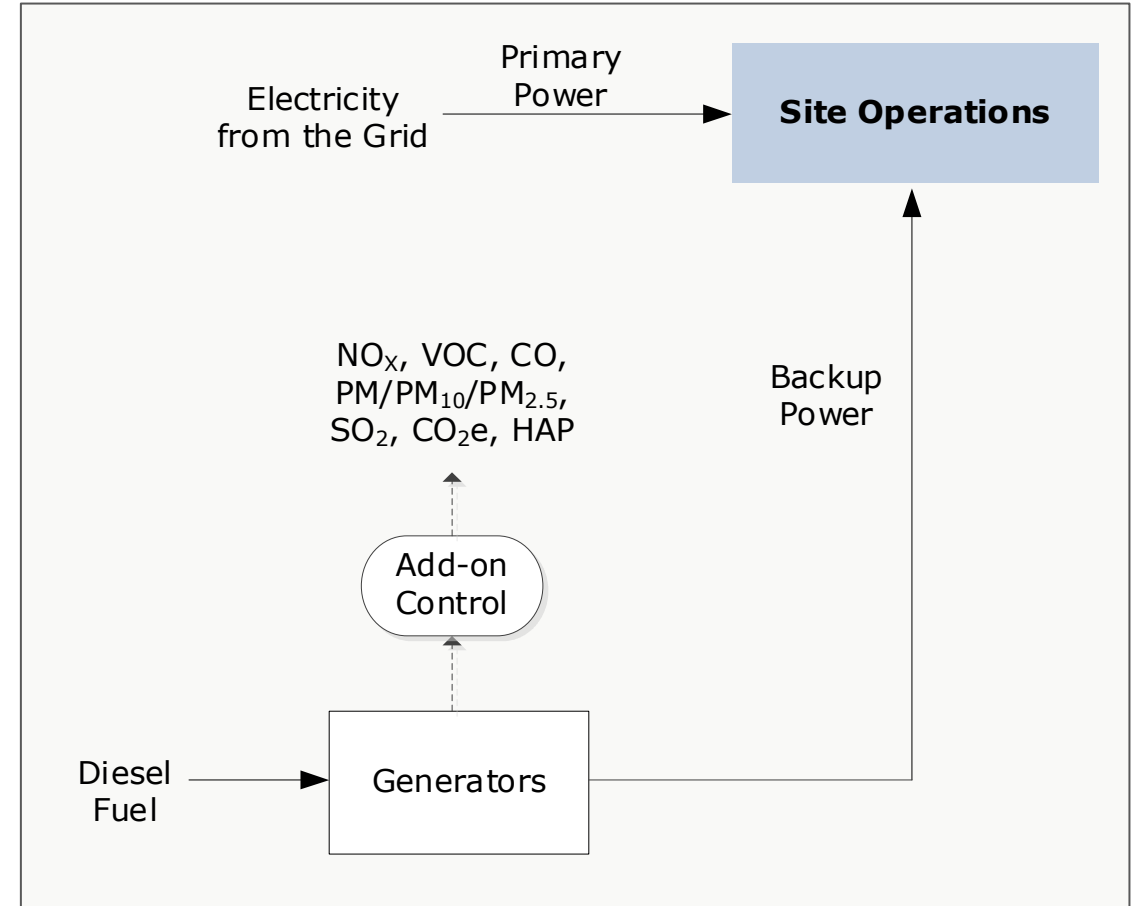 Primary
Power
Electricity
from the Grid
Site Operations
NOₓ, VOC, CO,
PM/PM₁₀/PM₂.₅,
SO₂, CO₂e, HAP
Backup
Power
Add-on
Control
Diesel
Fuel
Generators